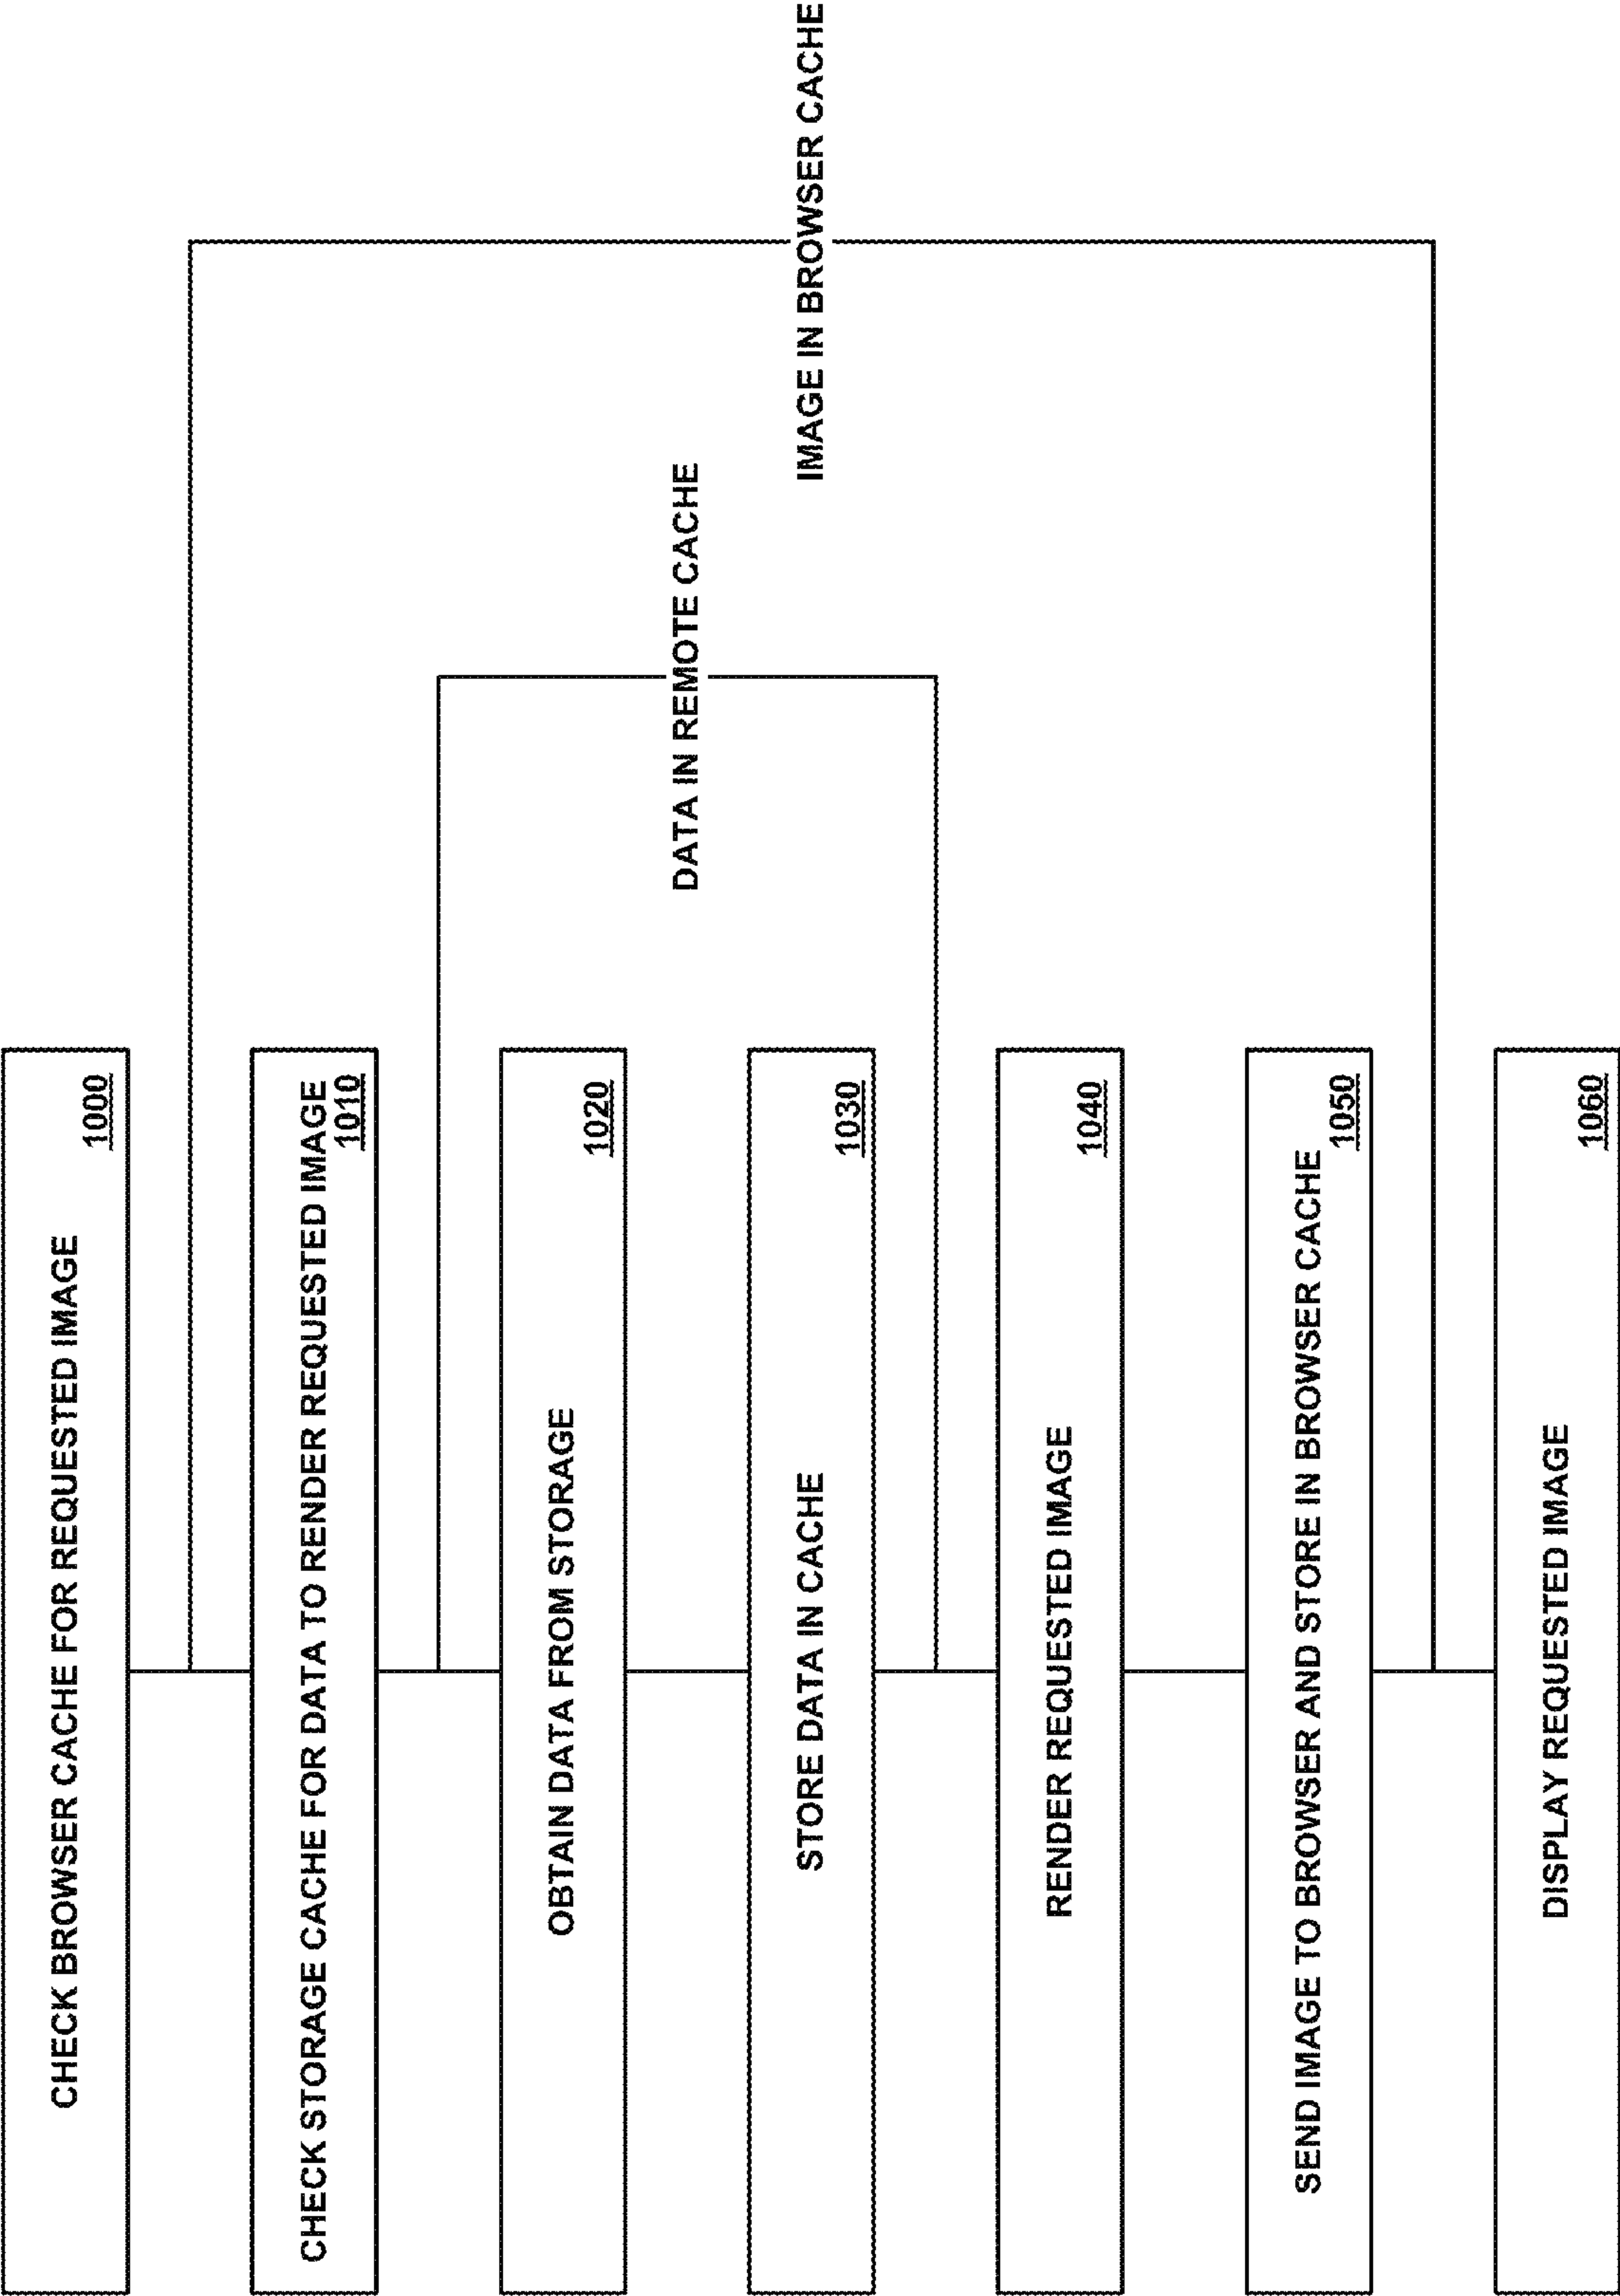 CHECK BROWSER CACHE FOR REQUESTED IMAGE
1000
CHECK STORAGE CACHE FOR DATA TO RENDER REQUESTED IMAGE
1010
OBTAIN DATA FROM STORAGE
1020
DATA IN REMOTE CACHE
STORE DATA IN CACHE
1030
IMAGE IN BROWSER CACHE
RENDER REQUESTED IMAGE
1040
SEND IMAGE TO BROWSER AND STORE IN BROWSER CACHE
1050
DISPLAY REQUESTED IMAGE
1060